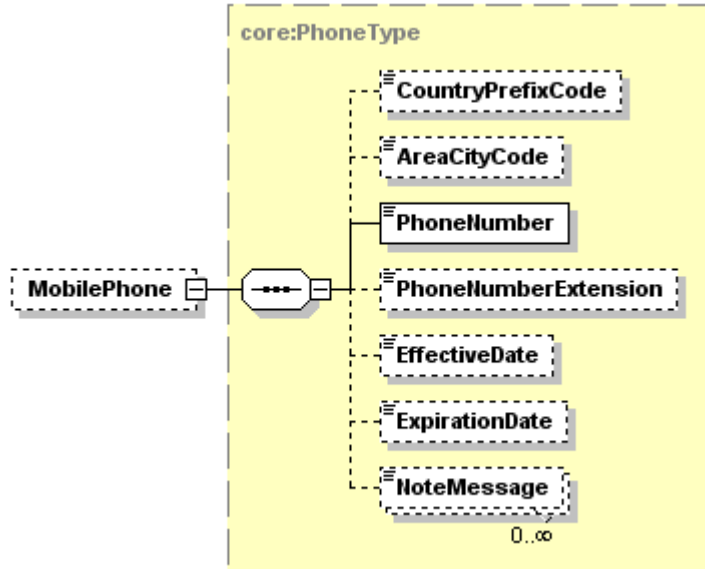 core:PhoneType
CountryPrefixCode
AreaCityCode
PhoneNumber
MobilePhone
PhoneNumberExtension
EffectiveDate
ExpirationDate
NoteMessage
0..∞